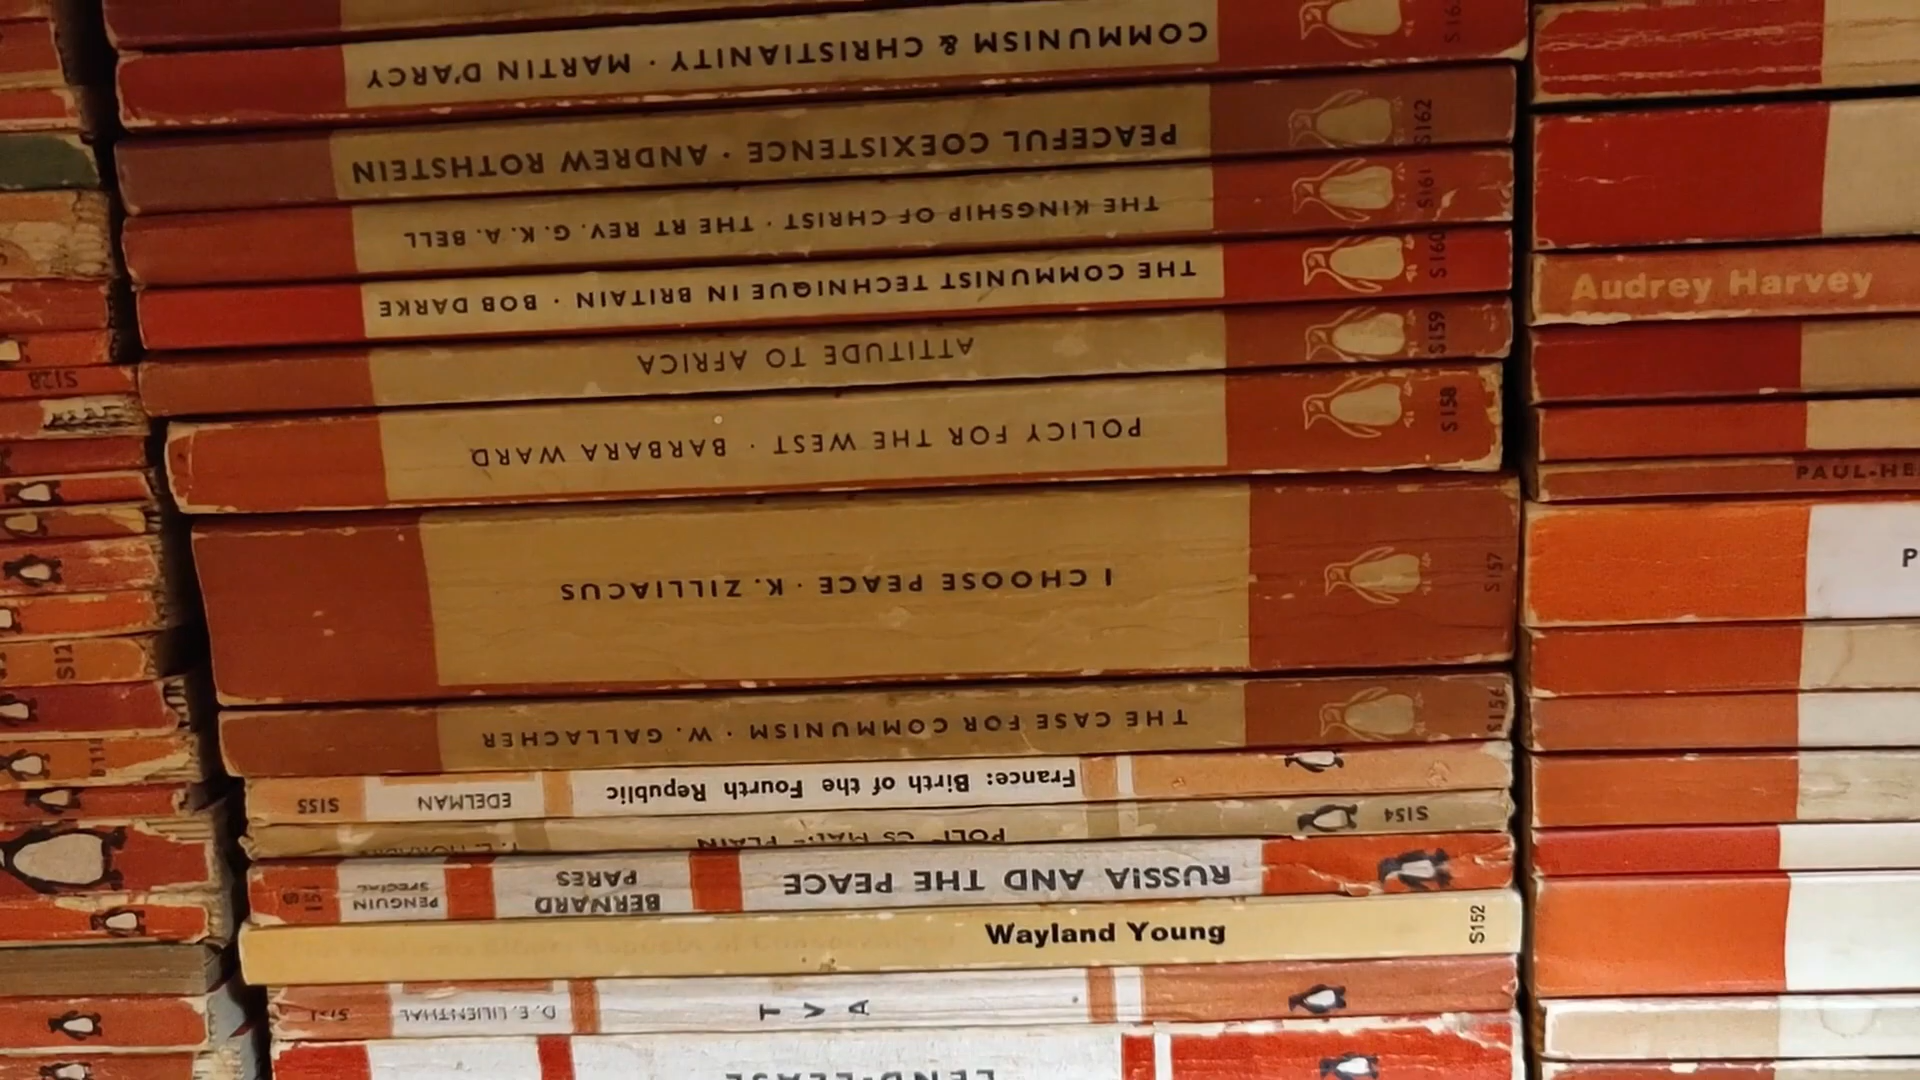 COMMUNISM & CHRISTIANITY · MARTIN D'ARCY
PEACEFUL COEXISTENCE · ANDREW ROTHSTEIN
S162
THE KINGSHIP OF CHRIST · THE RT REV. G. K. A. BELL
S161
THE COMMUNIST TECHNIQUE IN BRITAIN · BOB DARKE
S160
ATTITUDE TO AFRICA
S159
POLICY FOR THE WEST · BARBARA WARD
S158
I CHOOSE PEACE · K. ZILLIACUS
S157
THE CASE FOR COMMUNISM · W. GALLACHER
S156
France: Birth of the Fourth Republic
EDELMAN
S155
S154
PLAIN
RUSSIA AND THE PEACE
BERNARD
PARES
PENGUIN
SPECIAL
Wayland Young
S152
T V A
D. E. LILIENTHAL
LEND-LEASE
S128
Audrey Harvey